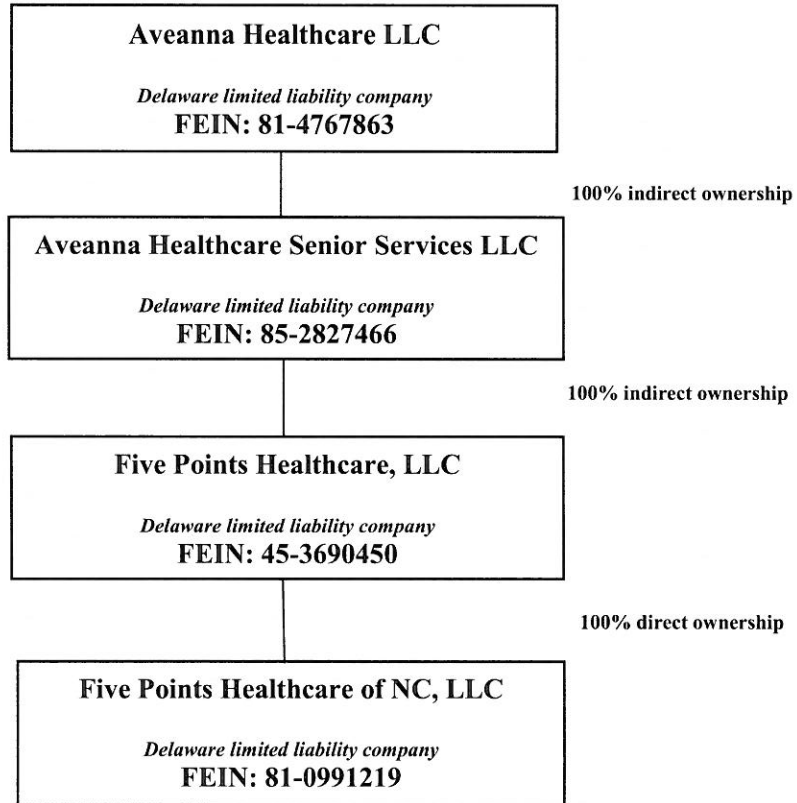 Aveanna Healthcare LLC
Delaware limited liability company
FEIN: 81-4767863
100% indirect ownership
Aveanna Healthcare Senior Services LLC
Delaware limited liability company
FEIN: 85-2827466
100% indirect ownership
Five Points Healthcare, LLC
Delaware limited liability company
FEIN: 45-3690450
100% direct ownership
Five Points Healthcare of NC, LLC
Delaware limited liability company
FEIN: 81-0991219